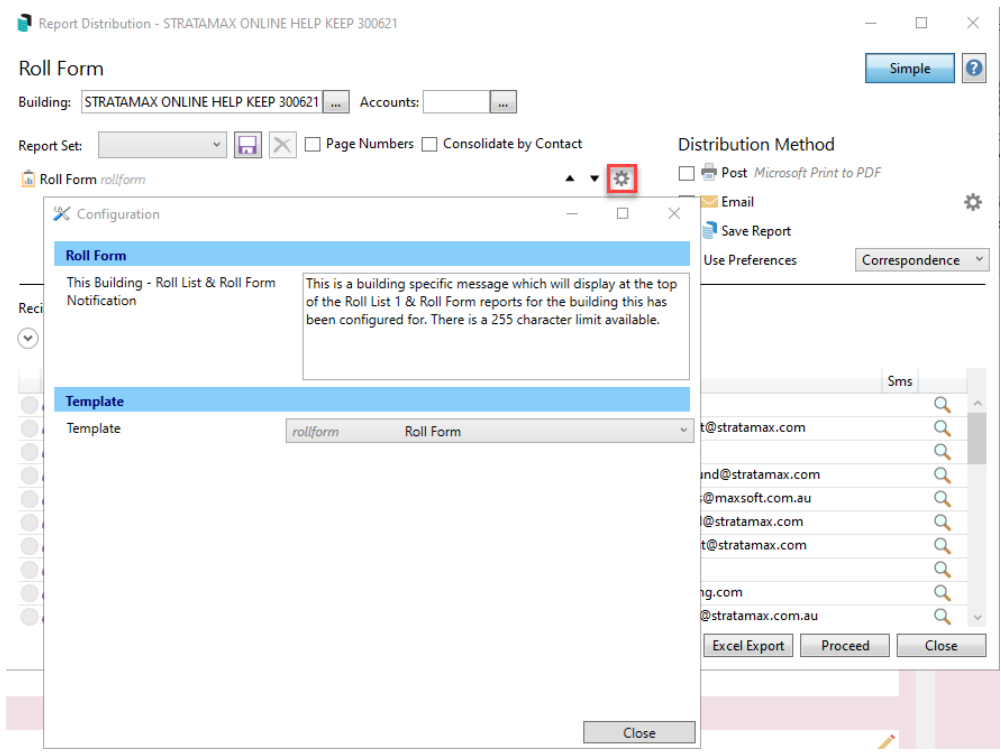 Report Distribution - STRATAMAX ONLINE HELP KEEP 300621
Roll Form
Simple
Building: STRATAMAX ONLINE HELP KEEP 300621 ... Accounts: ...
Report Set: Page Numbers Consolidate by Contact
Distribution Method
Roll Form rollform
Post Microsoft Print to PDF
Email
Save Report
Use Preferences Correspondence
Configuration
Roll Form
This Building - Roll List & Roll Form
Notification
This is a building specific message which will display at the top
of the Roll List 1 & Roll Form reports for the building this has
been configured for. There is a 255 character limit available.
Template
Template rollform Roll Form
Close
Reci
Sms
t@stratamax.com
und@stratamax.com
s@maxsoft.com.au
l@stratamax.com
t@stratamax.com
ng.com
@stratamax.com.au
Excel Export Proceed Close